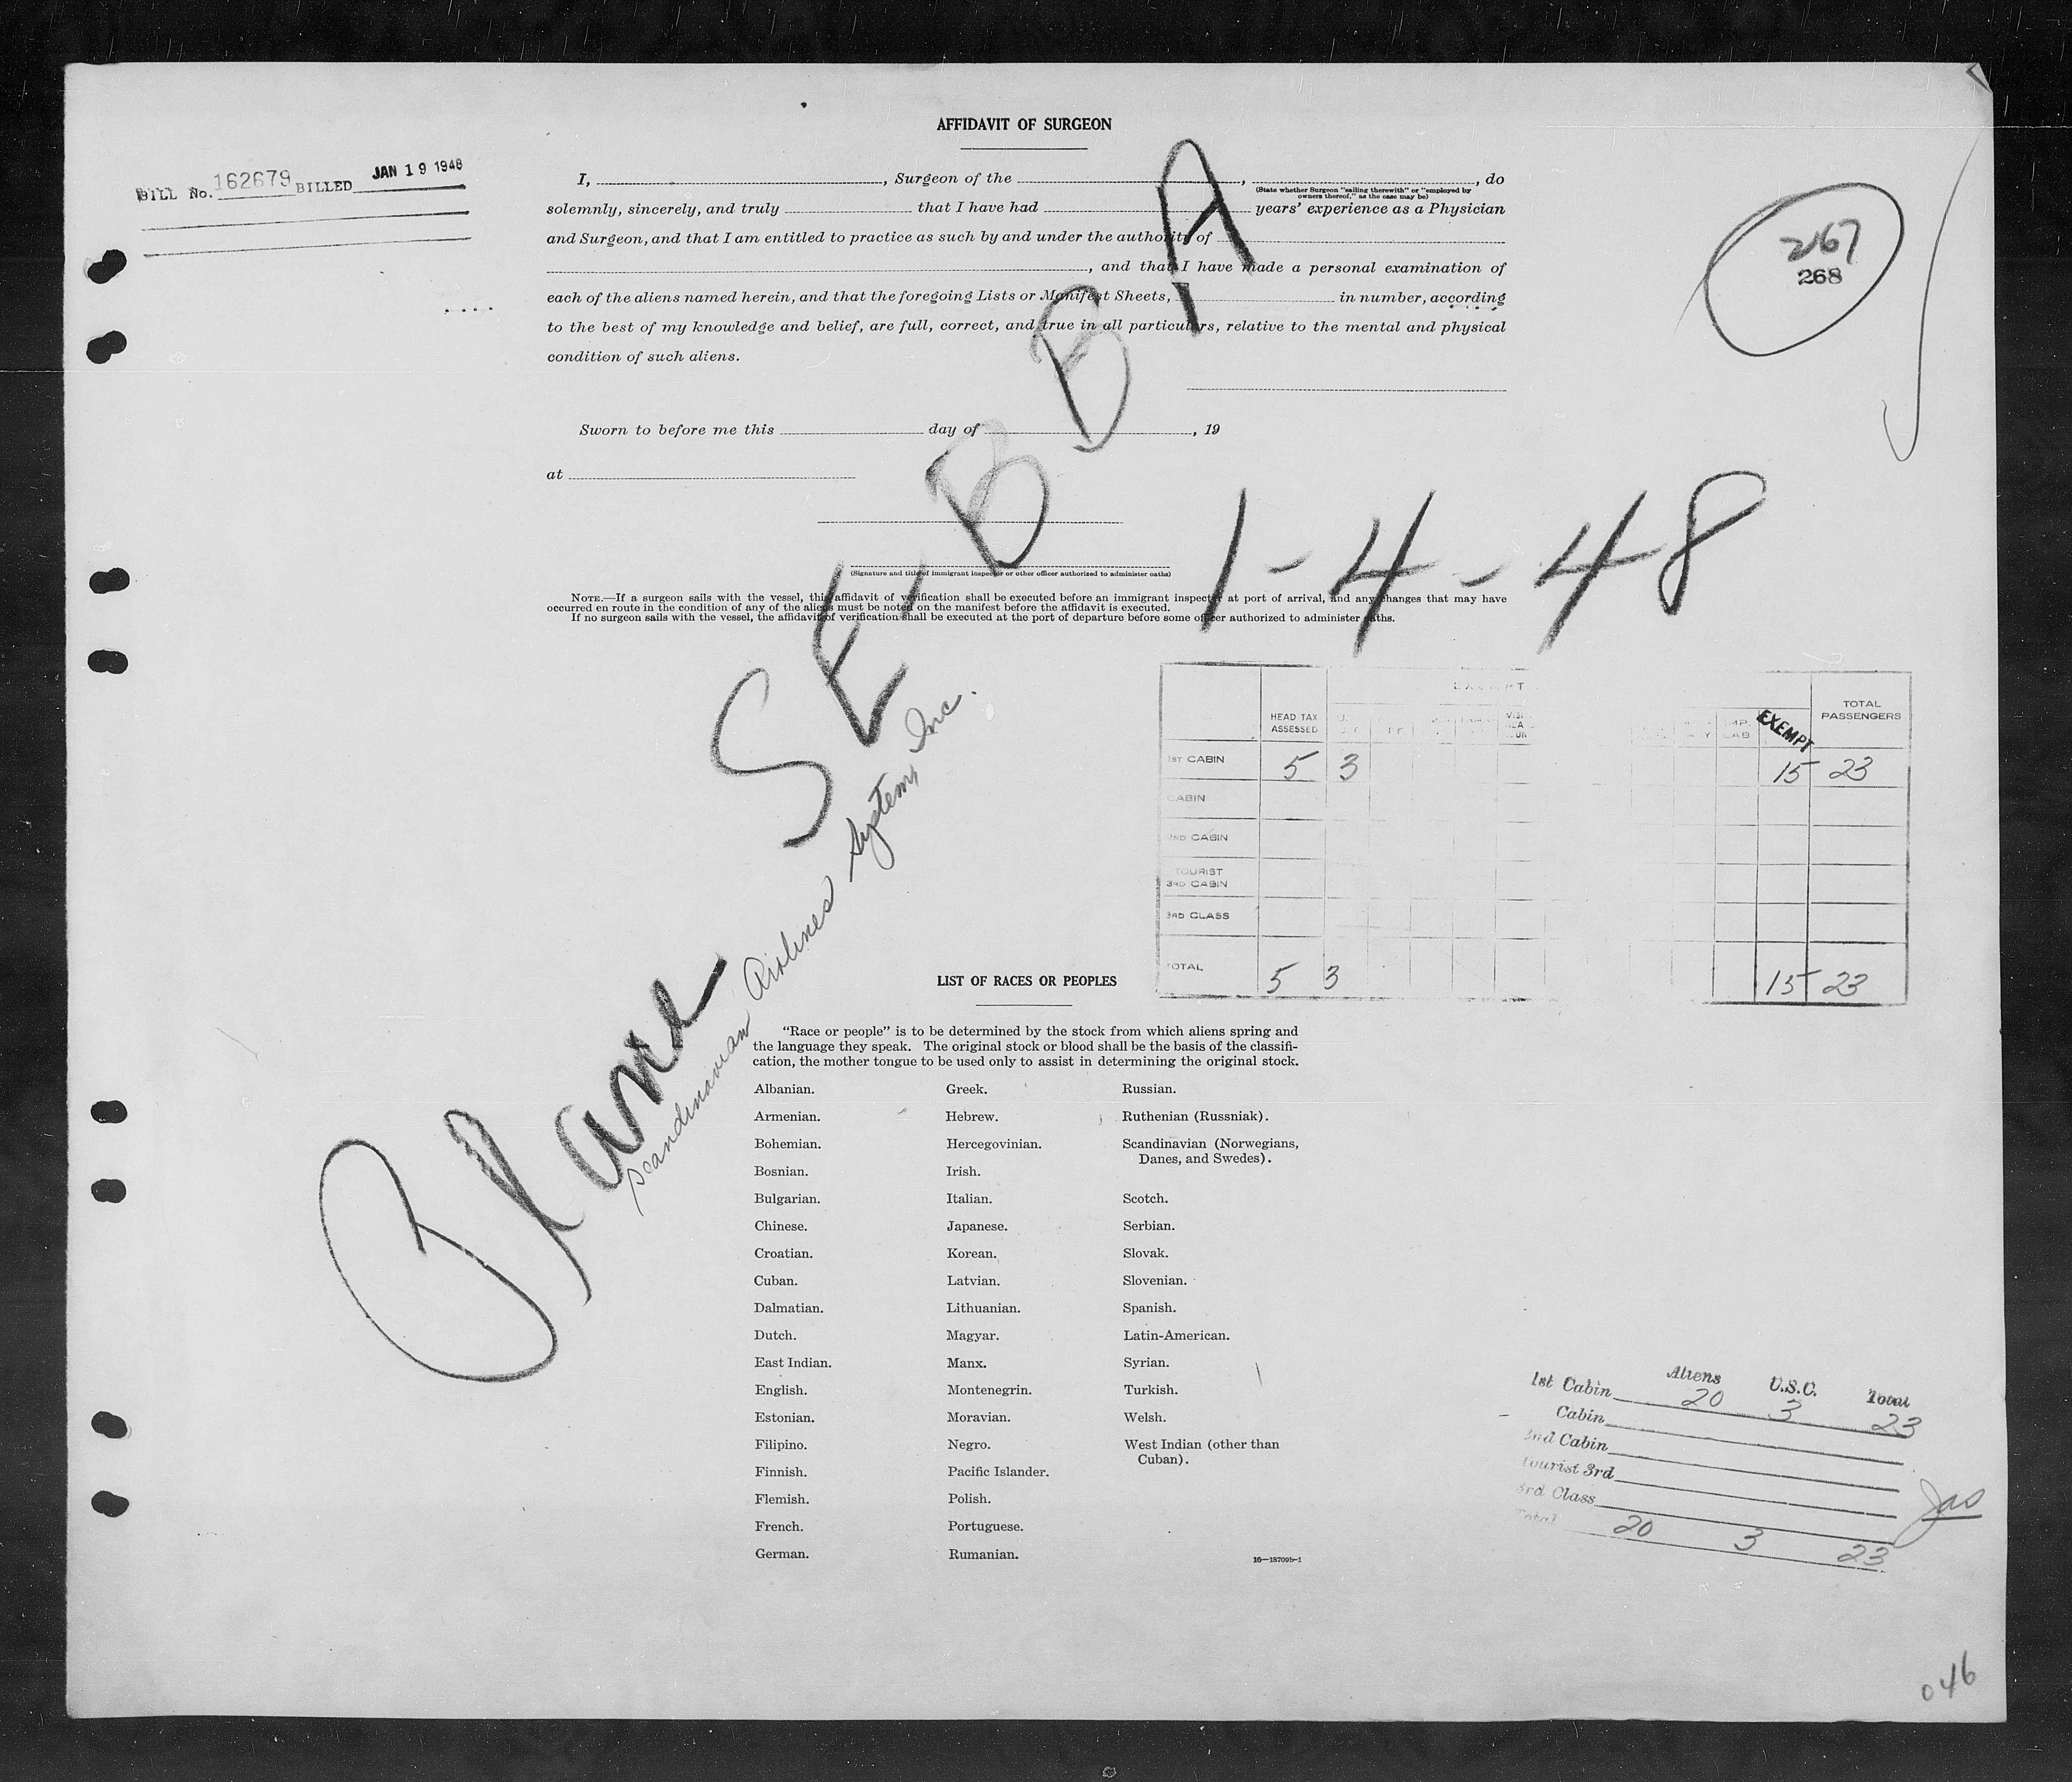 AFFIDAVIT OF SURGEON
BILL No. 162679 BILLED JAN 19 1948
I, , Surgeon of the , , do
(State whether Surgeon "sailing therewith" or "employed by
owners thereof," as the case may be)
solemnly, sincerely, and truly that I have had years' experience as a Physician
and Surgeon, and that I am entitled to practice as such by and under the authority of
, and that I have made a personal examination of
each of the aliens named herein, and that the foregoing Lists or Manifest Sheets, in number, according
to the best of my knowledge and belief, are full, correct, and true in all particulars, relative to the mental and physical
condition of such aliens.
267
268
Sworn to before me this day of , 19
at
(Signature and title of immigrant inspector or other officer authorized to administer oaths)
NOTE.—If a surgeon sails with the vessel, this affidavit of verification shall be executed before an immigrant inspector at port of arrival, and any changes that may have
occurred en route in the condition of any of the aliens must be noted on the manifest before the affidavit is executed.
If no surgeon sails with the vessel, the affidavit of verification shall be executed at the port of departure before some officer authorized to administer oaths.
Plane SE-BBA
1-4-48
Scandinavian Airlines System, Inc.
HEAD TAX
ASSESSED
EXEMPT
TOTAL
PASSENGERS
IMP.
LAB
1ST CABIN 5 3 15 23
CABIN
2ND CABIN
TOURIST
3RD CABIN
3RD CLASS
TOTAL 5 3 15 23
LIST OF RACES OR PEOPLES
"Race or people" is to be determined by the stock from which aliens spring and
the language they speak. The original stock or blood shall be the basis of the classifi-
cation, the mother tongue to be used only to assist in determining the original stock.
Albanian.
Armenian.
Bohemian.
Bosnian.
Bulgarian.
Chinese.
Croatian.
Cuban.
Dalmatian.
Dutch.
East Indian.
English.
Estonian.
Filipino.
Finnish.
Flemish.
French.
German.
Greek.
Hebrew.
Hercegovinian.
Irish.
Italian.
Japanese.
Korean.
Latvian.
Lithuanian.
Magyar.
Manx.
Montenegrin.
Moravian.
Negro.
Pacific Islander.
Polish.
Portuguese.
Rumanian.
Russian.
Ruthenian (Russniak).
Scandinavian (Norwegians,
Danes, and Swedes).
Scotch.
Serbian.
Slovak.
Slovenian.
Spanish.
Latin-American.
Syrian.
Turkish.
Welsh.
West Indian (other than
Cuban).
16—18709b-1
Aliens U.S.C. Total
1st Cabin 20 3 23
Cabin
2nd Cabin
Tourist 3rd
3rd Class
Total 20 3 23
046